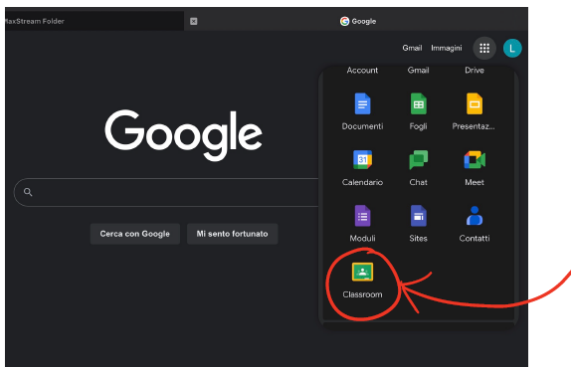 MaxStream Folder
Google
Gmail Immagini L
Account Gmail Drive
Google
Documenti Fogli Presentaz...
31
Calendario Chat Meet
Cerca con Google Mi sento fortunato
Moduli Sites Contatti
Classroom